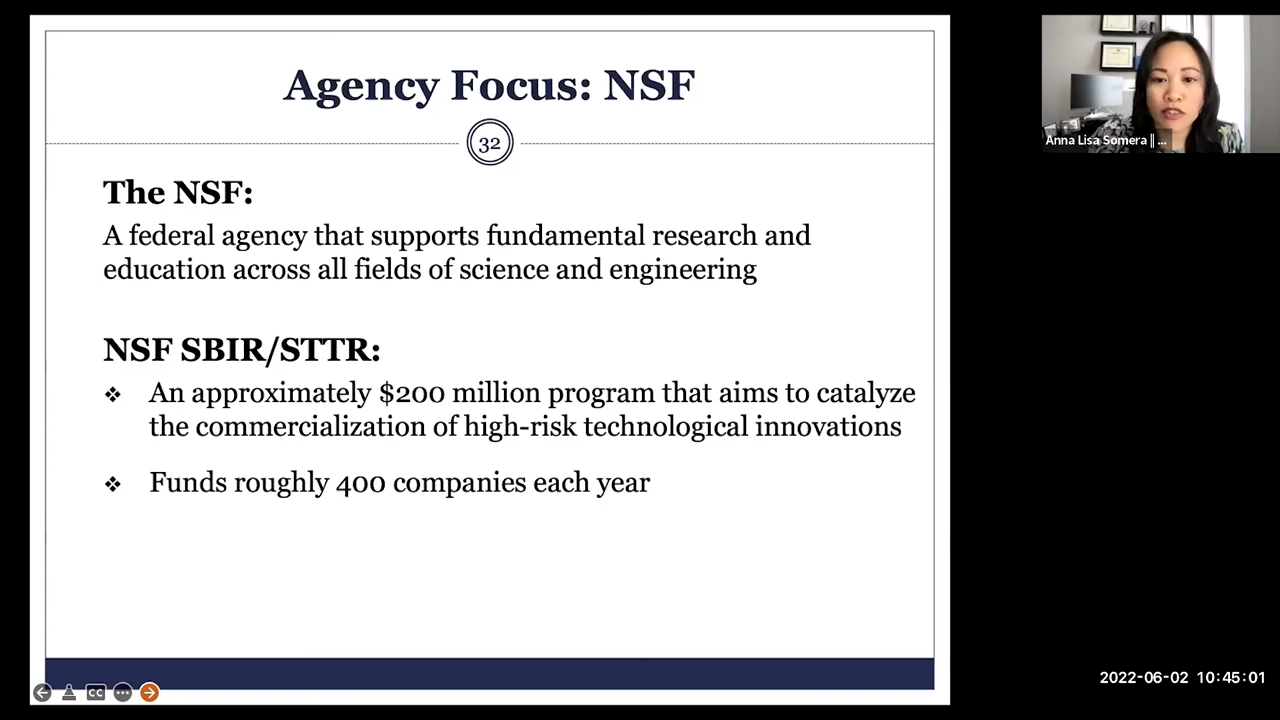 Agency Focus: NSF
32
The NSF:
A federal agency that supports fundamental research and
education across all fields of science and engineering
NSF SBIR/STTR:
❖ An approximately $200 million program that aims to catalyze
the commercialization of high-risk technological innovations
❖ Funds roughly 400 companies each year
CC
Anna Lisa Somera || ...
2022-06-02 10:45:01